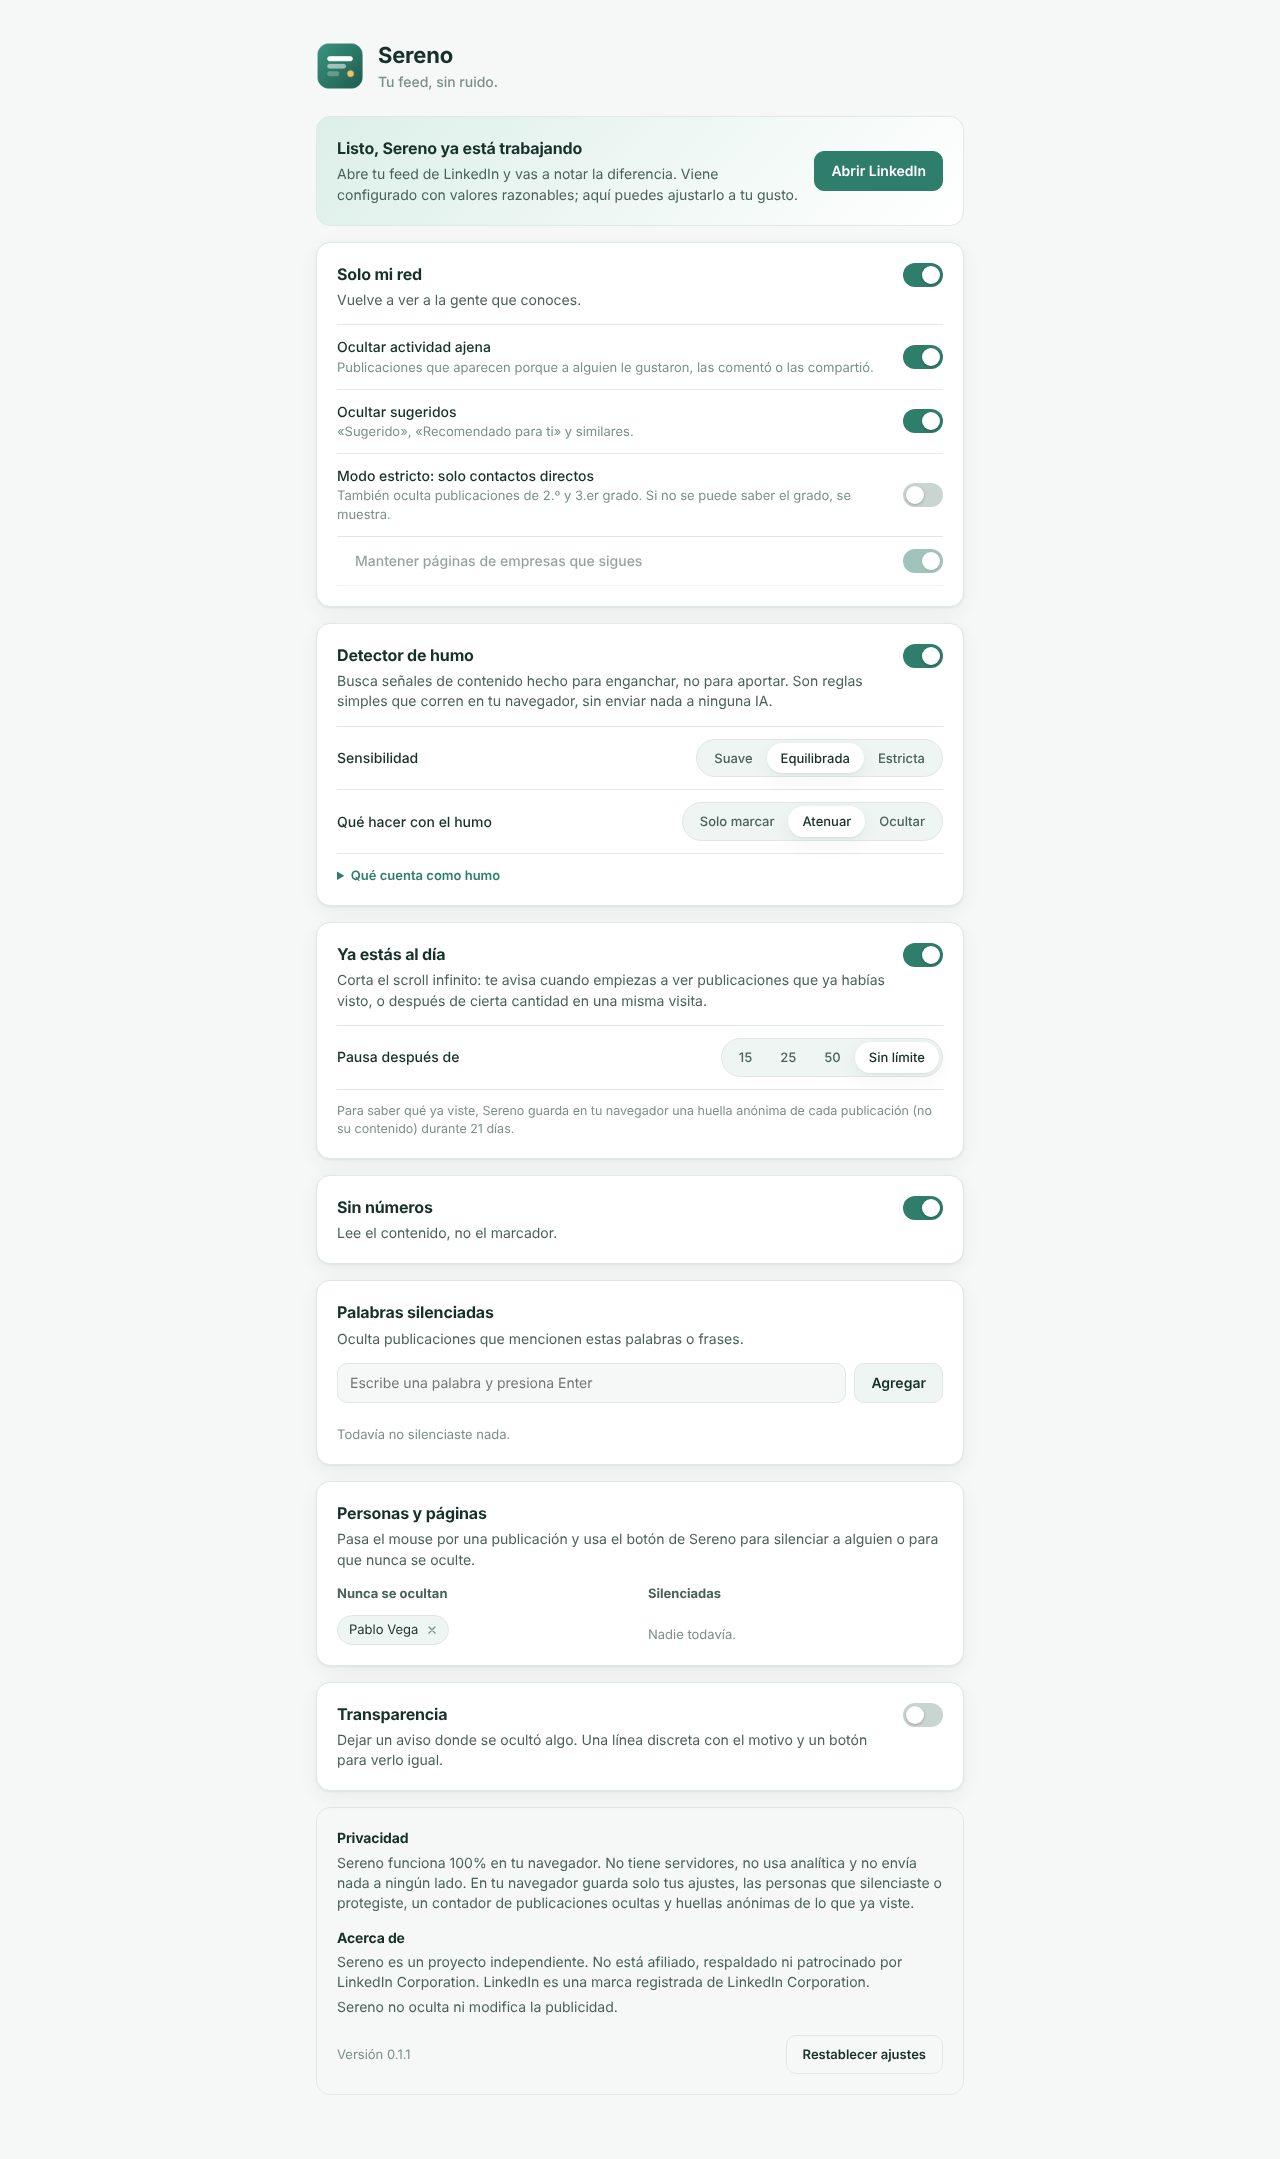 Sereno
Tu feed, sin ruido.
Listo, Sereno ya está trabajando
Abre tu feed de LinkedIn y vas a notar la diferencia. Viene
configurado con valores razonables; aquí puedes ajustarlo a tu gusto.
Abrir LinkedIn
Solo mi red
Vuelve a ver a la gente que conoces.
Ocultar actividad ajena
Publicaciones que aparecen porque a alguien le gustaron, las comentó o las compartió.
Ocultar sugeridos
«Sugerido», «Recomendado para ti» y similares.
Modo estricto: solo contactos directos
También oculta publicaciones de 2.º y 3.er grado. Si no se puede saber el grado, se
muestra.
Mantener páginas de empresas que sigues
Detector de humo
Busca señales de contenido hecho para enganchar, no para aportar. Son reglas
simples que corren en tu navegador, sin enviar nada a ninguna IA.
Sensibilidad
Suave Equilibrada Estricta
Qué hacer con el humo
Solo marcar Atenuar Ocultar
Qué cuenta como humo
Ya estás al día
Corta el scroll infinito: te avisa cuando empiezas a ver publicaciones que ya habías
visto, o después de cierta cantidad en una misma visita.
Pausa después de
15 25 50 Sin límite
Para saber qué ya viste, Sereno guarda en tu navegador una huella anónima de cada publicación (no
su contenido) durante 21 días.
Sin números
Lee el contenido, no el marcador.
Palabras silenciadas
Oculta publicaciones que mencionen estas palabras o frases.
Escribe una palabra y presiona Enter
Agregar
Todavía no silenciaste nada.
Personas y páginas
Pasa el mouse por una publicación y usa el botón de Sereno para silenciar a alguien o para
que nunca se oculte.
Nunca se ocultan
Pablo Vega ×
Silenciadas
Nadie todavía.
Transparencia
Dejar un aviso donde se ocultó algo. Una línea discreta con el motivo y un botón
para verlo igual.
Privacidad
Sereno funciona 100% en tu navegador. No tiene servidores, no usa analítica y no envía
nada a ningún lado. En tu navegador guarda solo tus ajustes, las personas que silenciaste o
protegiste, un contador de publicaciones ocultas y huellas anónimas de lo que ya viste.
Acerca de
Sereno es un proyecto independiente. No está afiliado, respaldado ni patrocinado por
LinkedIn Corporation. LinkedIn es una marca registrada de LinkedIn Corporation.
Sereno no oculta ni modifica la publicidad.
Versión 0.1.1
Restablecer ajustes